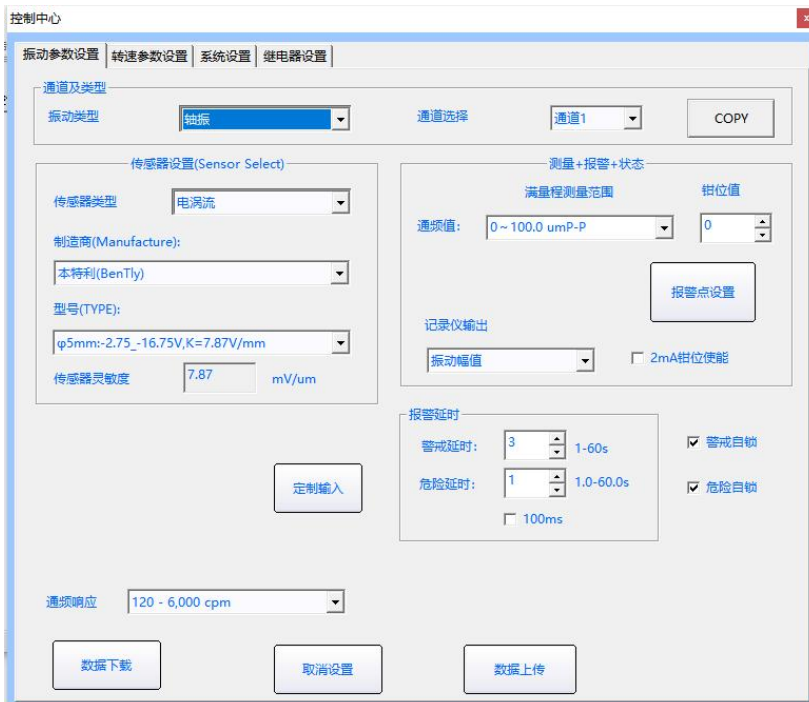 控制中心
x
振动参数设置 转速参数设置 系统设置 继电器设置
通道及类型
振动类型 轴振 通道选择 通道1 COPY
传感器设置(Sensor Select)
传感器类型 电涡流
制造商(Manufacture):
本特利(BenTly)
型号(TYPE):
φ5mm:-2.75_-16.75V,K=7.87V/mm
传感器灵敏度 7.87 mV/um
测量+报警+状态
满量程测量范围 钳位值
通频值: 0~100.0 umP-P 0
报警点设置
记录仪输出
振动幅值 2mA钳位使能
报警延时
警戒延时: 3 1-60s 警戒自锁
危险延时: 1 1.0-60.0s 危险自锁
100ms
定制输入
通频响应 120 - 6,000 cpm
数据下载 取消设置 数据上传